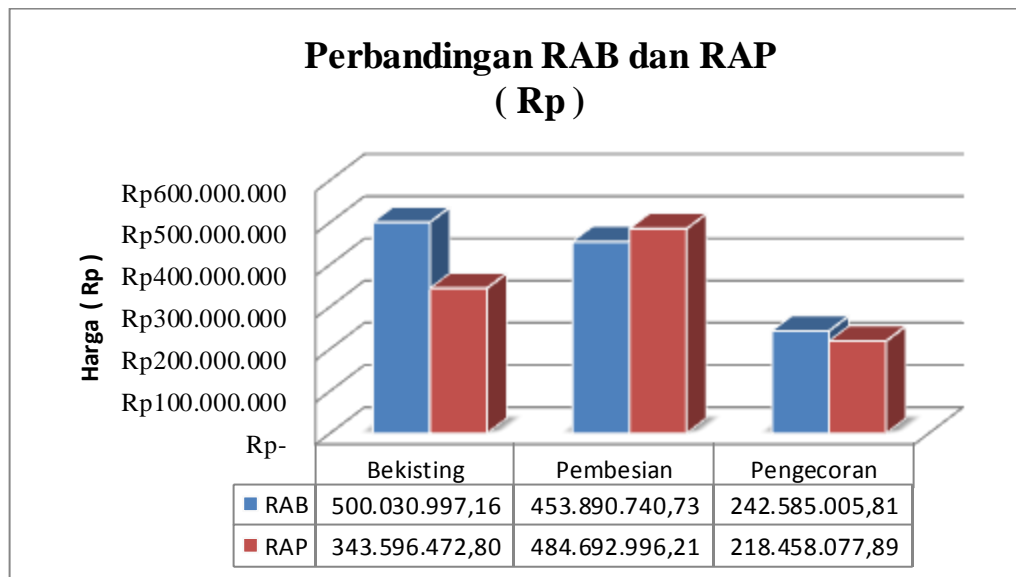 Perbandingan RAB dan RAP
( Rp )
Harga ( Rp )
Rp600.000.000
Rp500.000.000
Rp400.000.000
Rp300.000.000
Rp200.000.000
Rp100.000.000
Rp-
Bekisting Pembesian Pengecoran
RAB 500.030.997,16 453.890.740,73 242.585.005,81
RAP 343.596.472,80 484.692.996,21 218.458.077,89